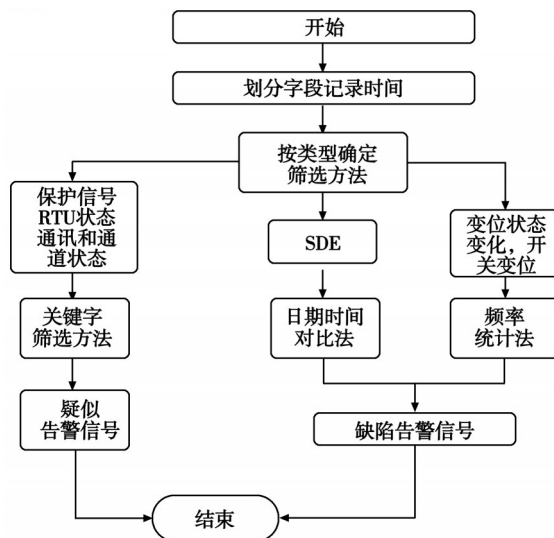 开始
划分字段记录时间
按类型确定
筛选方法
保护信号
RTU状态
通讯和通
道状态
SDE
变位状态
变化，开
关变位
关键字
筛选方法
日期时间
对比法
频率
统计法
疑似
告警信号
缺陷告警信号
结束